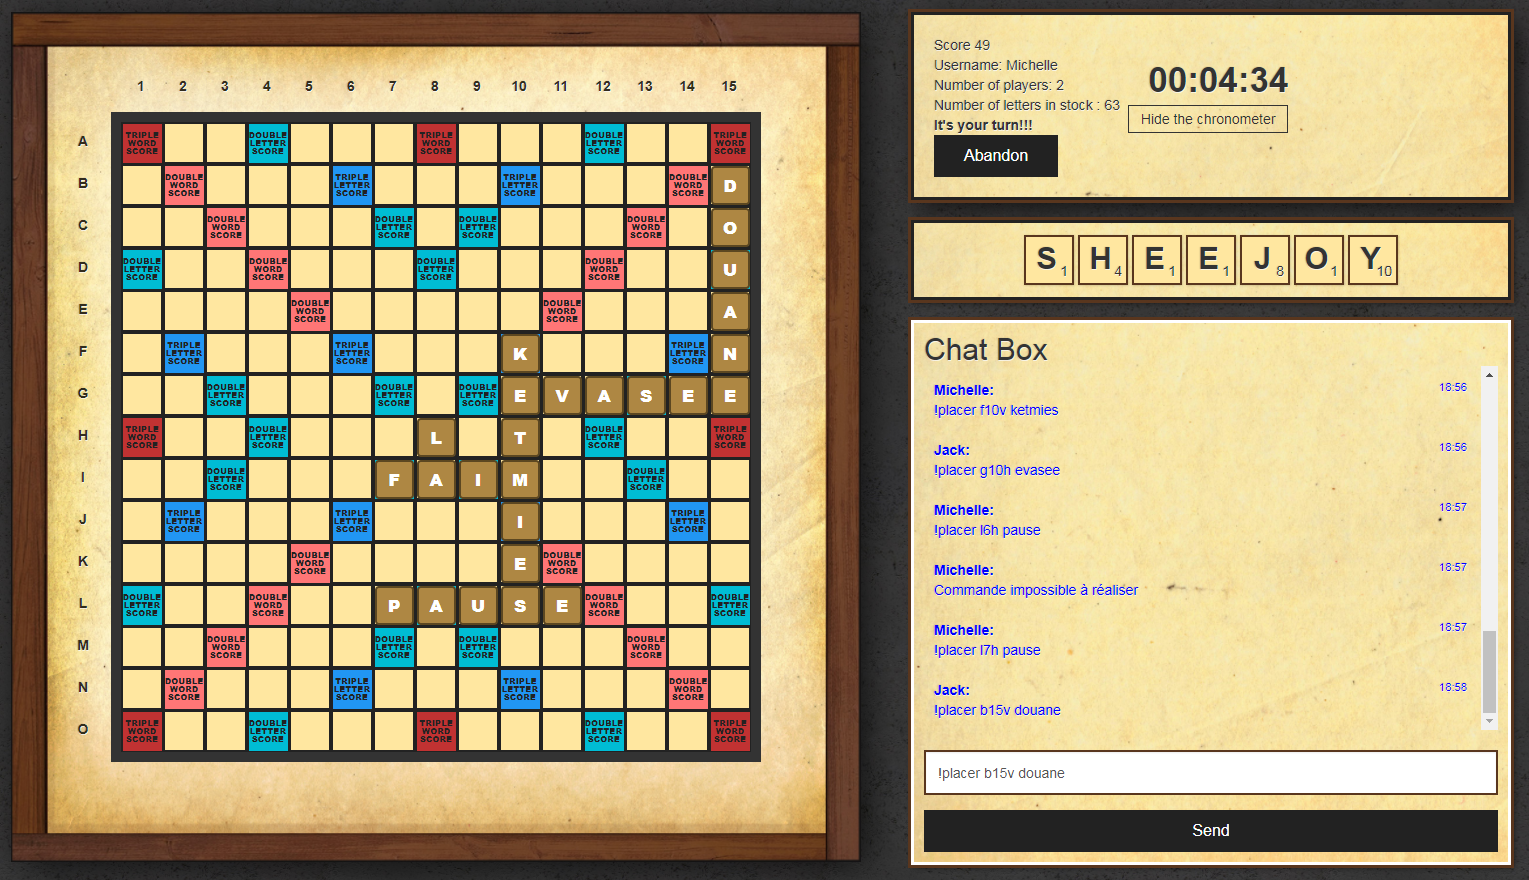 1 2 3 4 5 6 7 8 9 10 11 12 13 14 15
A TRIPLE WORD SCORE DOUBLE LETTER SCORE TRIPLE WORD SCORE DOUBLE LETTER SCORE TRIPLE WORD SCORE
B DOUBLE WORD SCORE TRIPLE LETTER SCORE TRIPLE LETTER SCORE DOUBLE WORD SCORE D
C DOUBLE WORD SCORE DOUBLE LETTER SCORE DOUBLE LETTER SCORE DOUBLE WORD SCORE O
D DOUBLE LETTER SCORE DOUBLE WORD SCORE DOUBLE LETTER SCORE DOUBLE WORD SCORE U
E DOUBLE WORD SCORE DOUBLE WORD SCORE A
F TRIPLE LETTER SCORE TRIPLE LETTER SCORE K TRIPLE LETTER SCORE N
G DOUBLE LETTER SCORE DOUBLE LETTER SCORE DOUBLE LETTER SCORE E V A S E E
H TRIPLE WORD SCORE DOUBLE LETTER SCORE L T DOUBLE LETTER SCORE TRIPLE WORD SCORE
I DOUBLE LETTER SCORE F A I M DOUBLE LETTER SCORE
J TRIPLE LETTER SCORE TRIPLE LETTER SCORE I TRIPLE LETTER SCORE
K DOUBLE WORD SCORE E DOUBLE WORD SCORE
L DOUBLE LETTER SCORE DOUBLE WORD SCORE P A U S E DOUBLE WORD SCORE DOUBLE LETTER SCORE
M DOUBLE WORD SCORE DOUBLE LETTER SCORE DOUBLE LETTER SCORE DOUBLE WORD SCORE
N DOUBLE WORD SCORE TRIPLE LETTER SCORE TRIPLE LETTER SCORE DOUBLE WORD SCORE
O TRIPLE WORD SCORE DOUBLE LETTER SCORE TRIPLE WORD SCORE DOUBLE LETTER SCORE TRIPLE WORD SCORE
Score 49
Username: Michelle
Number of players: 2
Number of letters in stock : 63
It's your turn!!!
Abandon
00:04:34
Hide the chronometer
S1 H4 E1 E1 J8 O1 Y10
Chat Box
Michelle: 18:56
!placer f10v ketmies
Jack: 18:56
!placer g10h evasee
Michelle: 18:57
!placer l6h pause
Michelle: 18:57
Commande impossible à réaliser
Michelle: 18:57
!placer l7h pause
Jack: 18:58
!placer b15v douane
!placer b15v douane
Send